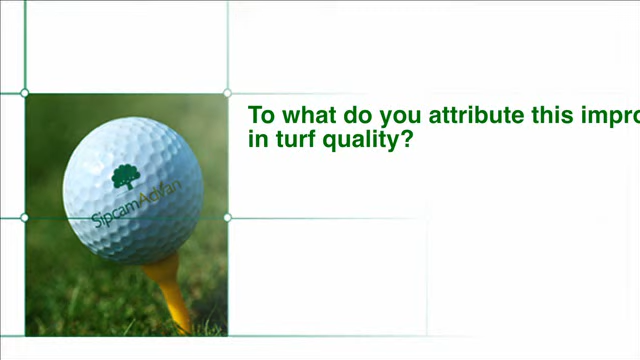 SipcamAdvan
To what do you attribute this impro
in turf quality?